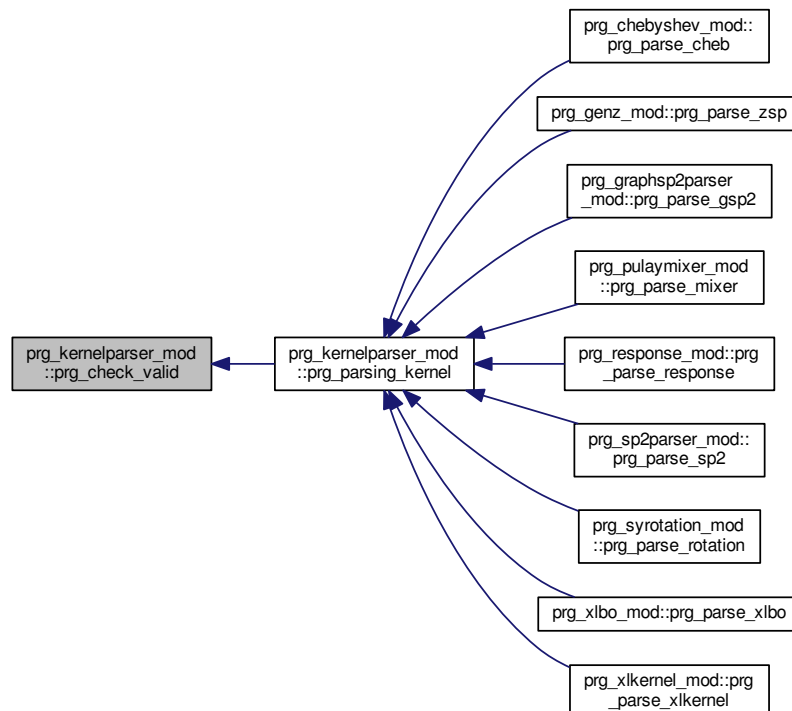 prg_chebyshev_mod::
prg_parse_cheb
prg_genz_mod::prg_parse_zsp
prg_graphsp2parser
_mod::prg_parse_gsp2
prg_pulaymixer_mod
::prg_parse_mixer
prg_kernelparser_mod
::prg_check_valid
prg_kernelparser_mod
::prg_parsing_kernel
prg_response_mod::prg
_parse_response
prg_sp2parser_mod::
prg_parse_sp2
prg_syrotation_mod
::prg_parse_rotation
prg_xlbo_mod::prg_parse_xlbo
prg_xlkernel_mod::prg
_parse_xlkernel